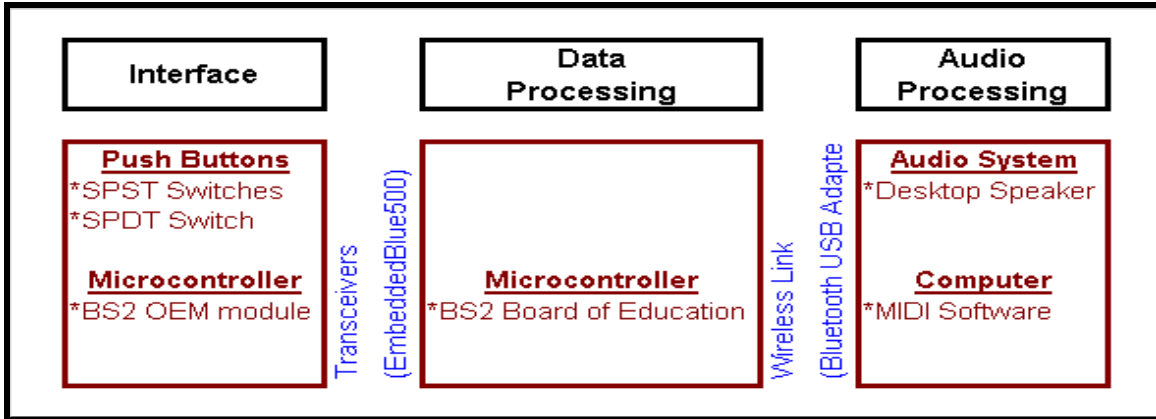 Interface
Data
Processing
Audio
Processing
Push Buttons
*SPST Switches
*SPDT Switch
Microcontroller
*BS2 OEM module
Transceivers
(EmbeddedBlue500)
Microcontroller
*BS2 Board of Education
Wireless Link
(Bluetooth USB Adapte
Audio System
*Desktop Speaker
Computer
*MIDI Software